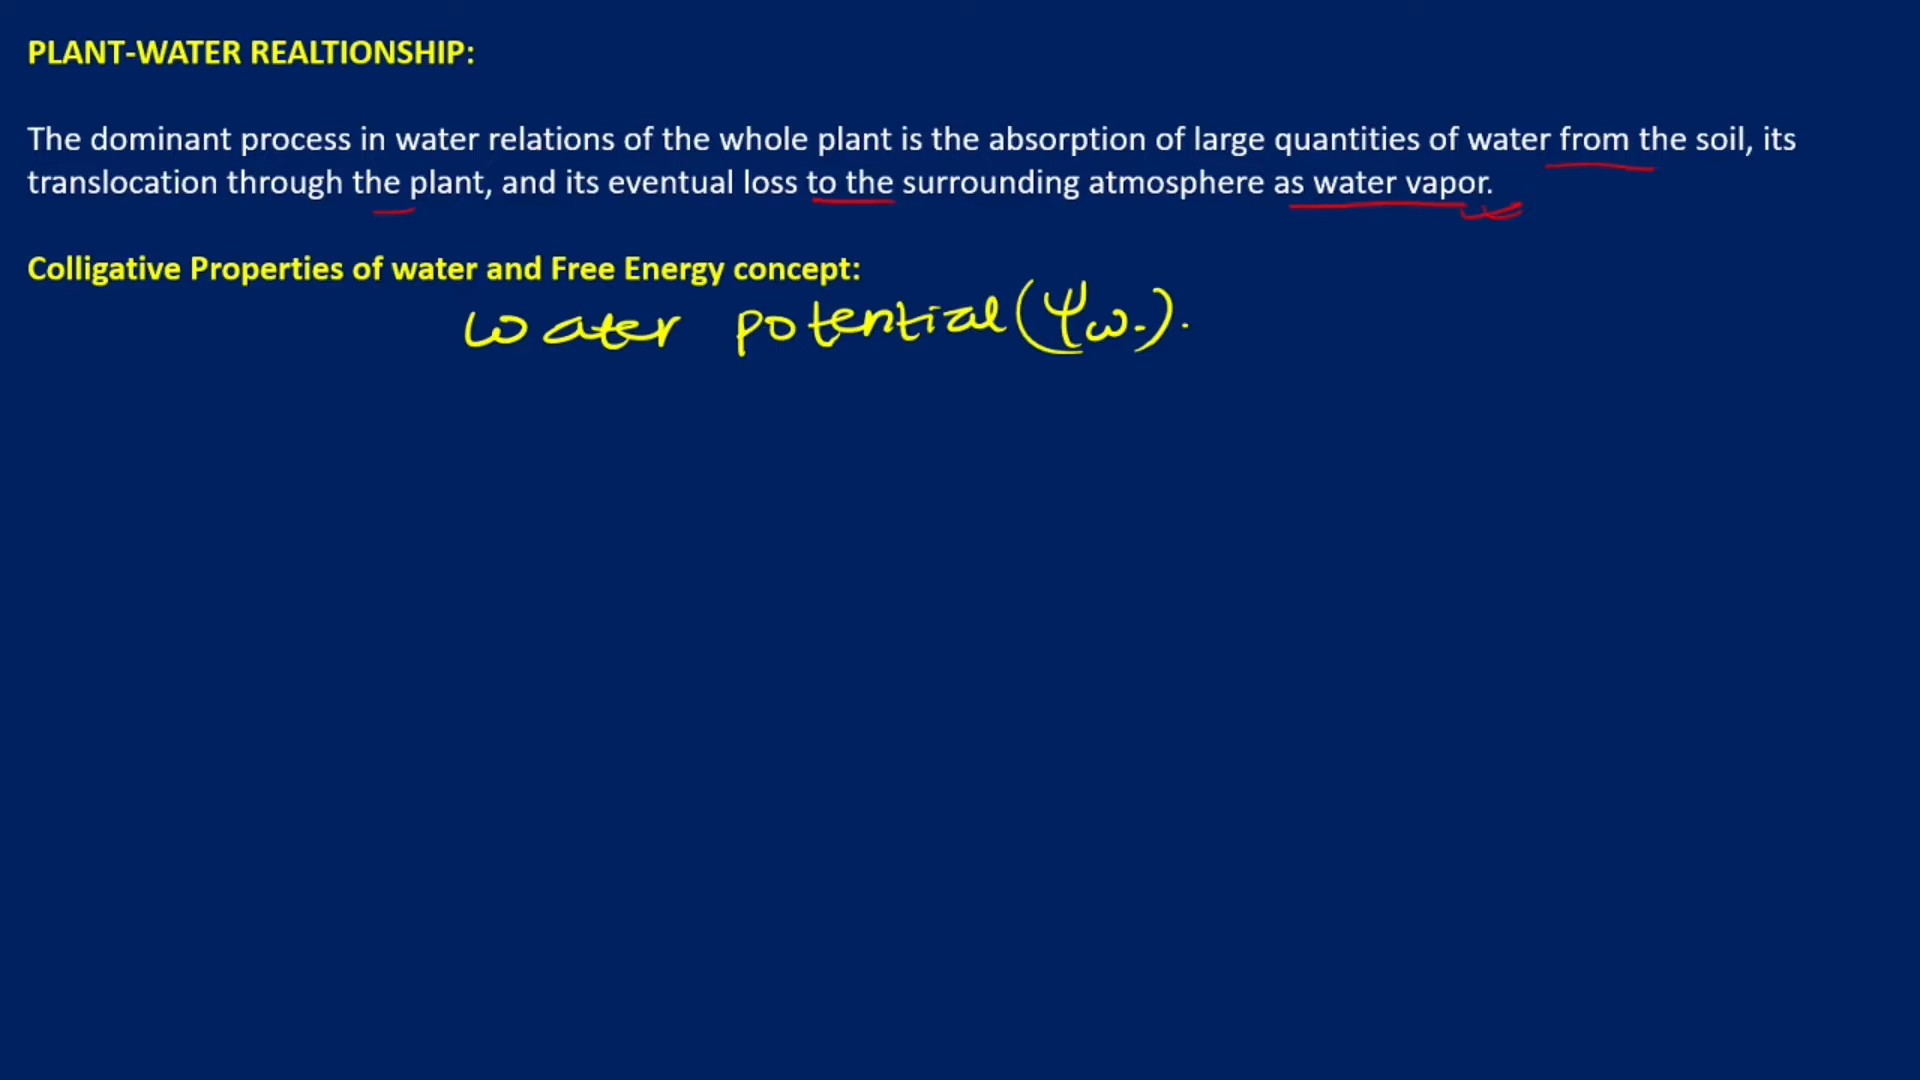 PLANT-WATER REALTIONSHIP:
The dominant process in water relations of the whole plant is the absorption of large quantities of water from the soil, its
translocation through the plant, and its eventual loss to the surrounding atmosphere as water vapor.
Colligative Properties of water and Free Energy concept:
water potential (Ψω-).